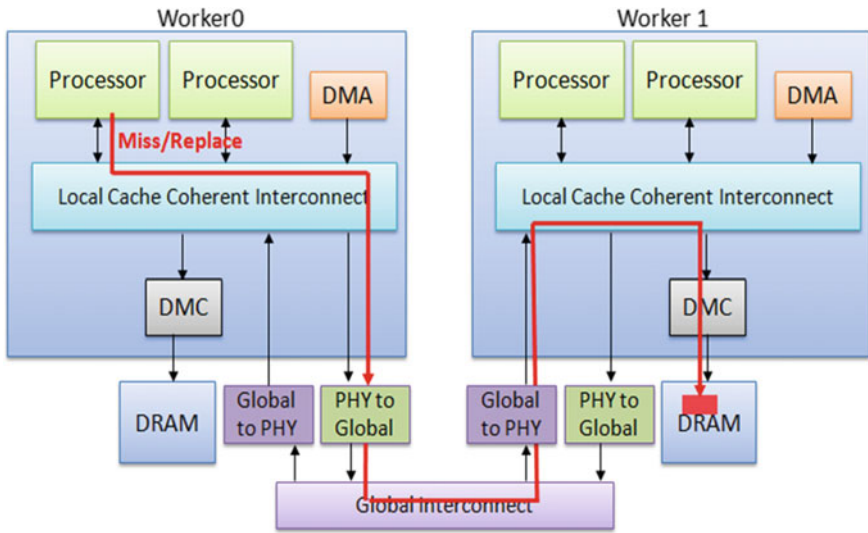 Worker0
Worker 1
Processor
Processor
DMA
Processor
Processor
DMA
Miss/Replace
Local Cache Coherent Interconnect
Local Cache Coherent Interconnect
DMC
DMC
DRAM
Global
to PHY
PHY to
Global
Global
to PHY
PHY to
Global
DRAM
Global Interconnect